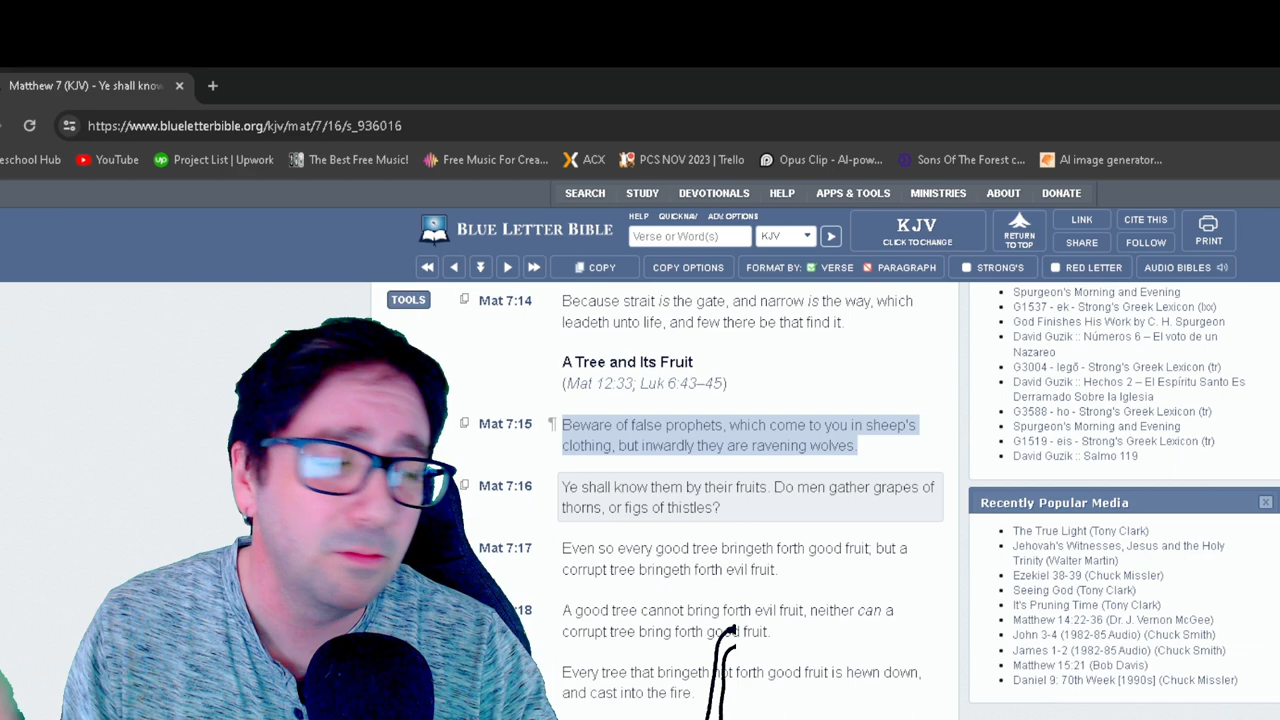 Matthew 7 (KJV) - Ye shall know
https://www.blueletterbible.org/kjv/mat/7/16/s_936016
eschool Hub YouTube Project List | Upwork The Best Free Music! Free Music For Crea... ACX PCS NOV 2023 | Trello Opus Clip - AI-pow... Sons Of The Forest c... AI image generator...
SEARCH STUDY DEVOTIONALS HELP APPS & TOOLS MINISTRIES ABOUT DONATE
BLUE LETTER BIBLE
HELP QUICKNAV ADV. OPTIONS
Verse or Word(s) KJV
KJV
CLICK TO CHANGE
RETURN
TO TOP
LINK CITE THIS
SHARE FOLLOW
PRINT
COPY COPY OPTIONS FORMAT BY: VERSE PARAGRAPH STRONG'S RED LETTER AUDIO BIBLES
TOOLS
Mat 7:14 Because strait is the gate, and narrow is the way, which
leadeth unto life, and few there be that find it.
A Tree and Its Fruit
(Mat 12:33; Luk 6:43–45)
Mat 7:15 ¶ Beware of false prophets, which come to you in sheep's
clothing, but inwardly they are ravening wolves.
Mat 7:16 Ye shall know them by their fruits. Do men gather grapes of
thorns, or figs of thistles?
Mat 7:17 Even so every good tree bringeth forth good fruit; but a
corrupt tree bringeth forth evil fruit.
:18 A good tree cannot bring forth evil fruit, neither can a
corrupt tree bring forth good fruit.
Every tree that bringeth not forth good fruit is hewn down,
and cast into the fire.
Spurgeon's Morning and Evening
G1537 - ek - Strong's Greek Lexicon (lxx)
God Finishes His Work by C. H. Spurgeon
David Guzik :: Números 6 – El voto de un
Nazareo
G3004 - legō - Strong's Greek Lexicon (tr)
David Guzik :: Hechos 2 – El Espíritu Santo Es
Derramado Sobre la Iglesia
G3588 - ho - Strong's Greek Lexicon (tr)
Spurgeon's Morning and Evening
G1519 - eis - Strong's Greek Lexicon (tr)
David Guzik :: Salmo 119
Recently Popular Media
The True Light (Tony Clark)
Jehovah's Witnesses, Jesus and the Holy
Trinity (Walter Martin)
Ezekiel 38-39 (Chuck Missler)
Seeing God (Tony Clark)
It's Pruning Time (Tony Clark)
Matthew 14:22-36 (Dr. J. Vernon McGee)
John 3-4 (1982-85 Audio) (Chuck Smith)
James 1-2 (1982-85 Audio) (Chuck Smith)
Matthew 15:21 (Bob Davis)
Daniel 9: 70th Week [1990s] (Chuck Missler)